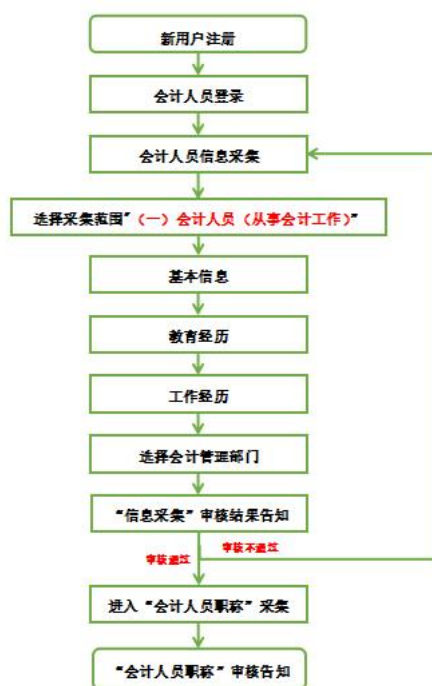 新用户注册
会计人员登录
会计人员信息采集
选择采集范围"（一）会计人员（从事会计工作）"
基本信息
教育经历
工作经历
选择会计管理部门
“信息采集”审核结果告知
审核不通过
审核通过
进入“会计人员职称”采集
“会计人员职称”审核告知